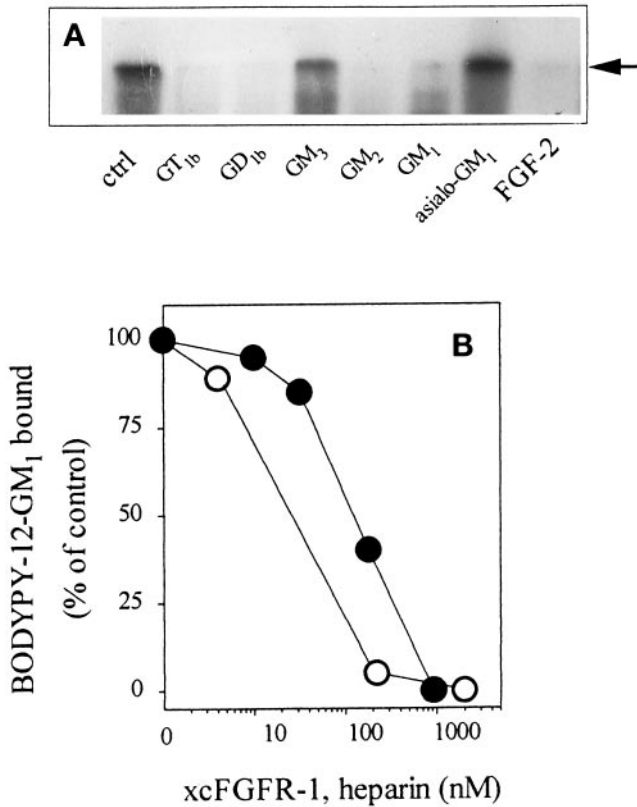 A
ctrl
GT1b
GD1b
GM3
GM2
GM1
asialo-GM1
FGF-2
B
100
75
50
25
0
0 10 100 1000
BODYPY-12-GM1 bound
(% of control)
xcFGFR-1, heparin (nM)